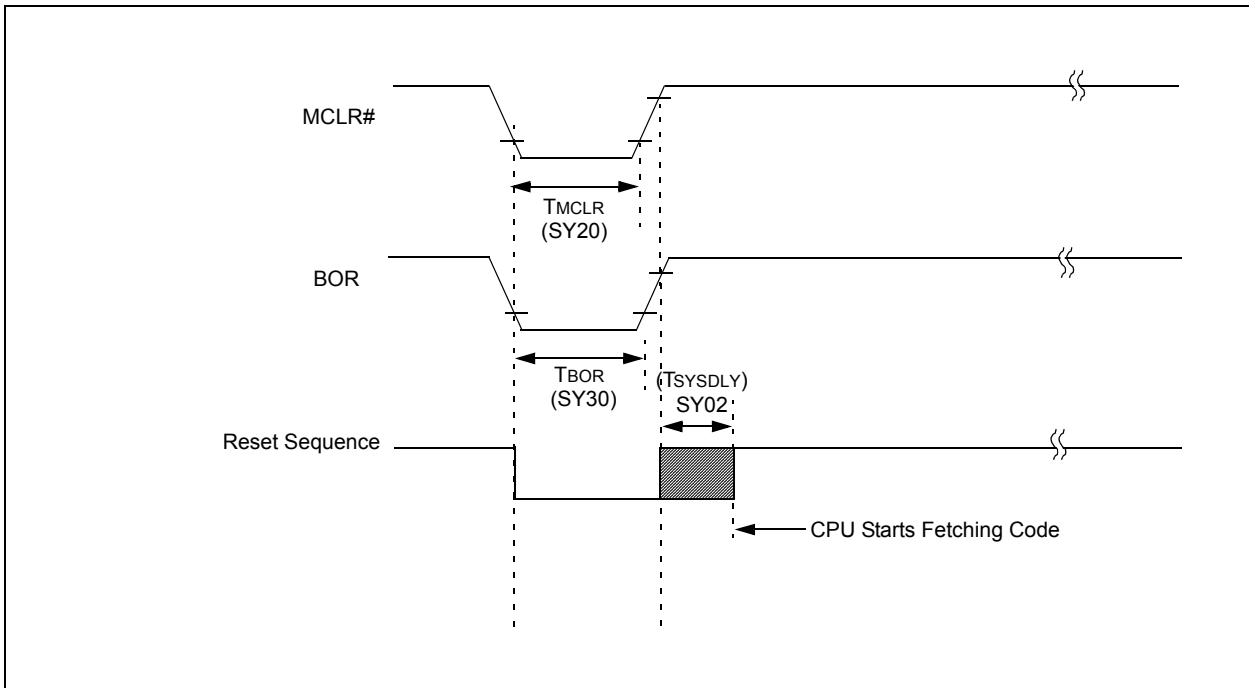 MCLR#
TMCLR
(SY20)
BOR
TBOR
(SY30)
(TSYSDLY)
SY02
Reset Sequence
CPU Starts Fetching Code